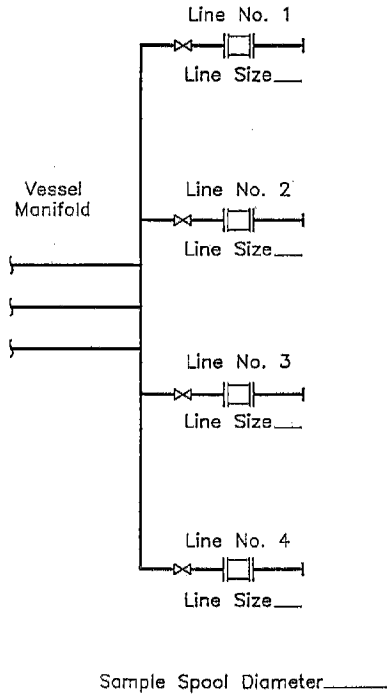 Line No. 1
Line Size___
Vessel
Manifold
Line No. 2
Line Size___
Line No. 3
Line Size___
Line No. 4
Line Size___
Sample Spool Diameter_______